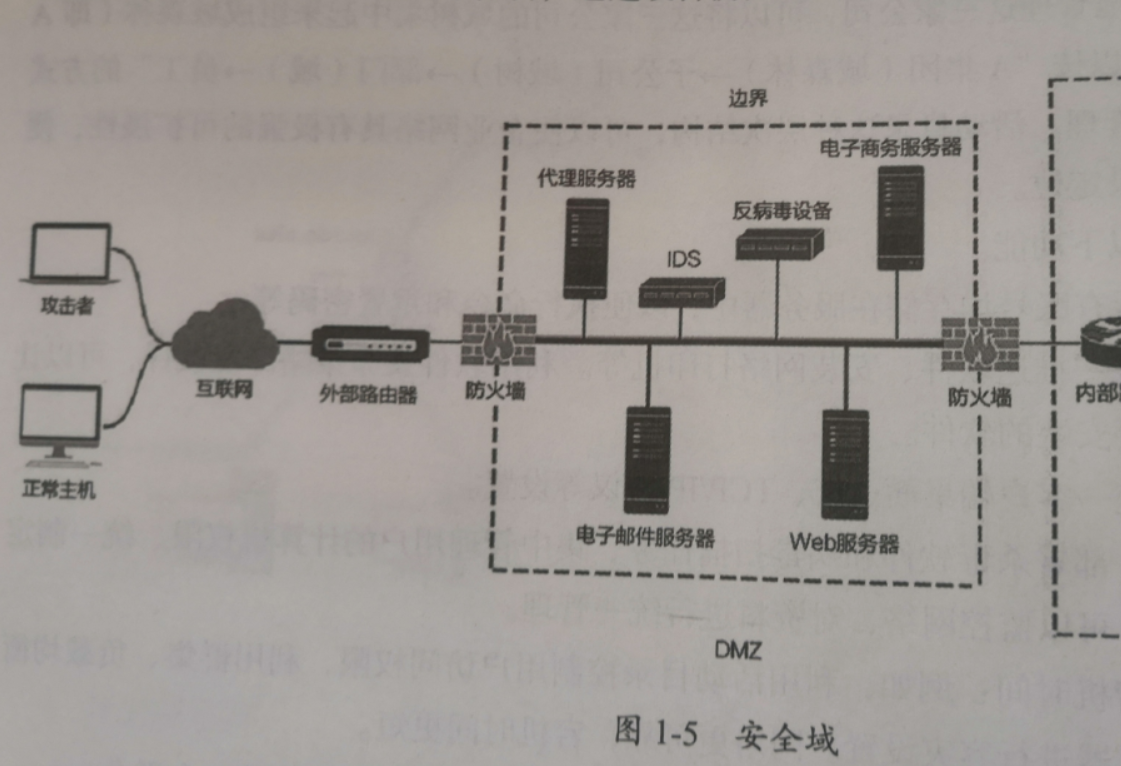 边界
电子商务服务器
代理服务器
反病毒设备
IDS
攻击者
互联网
外部路由器
防火墙
防火墙
内部
正常主机
电子邮件服务器
Web服务器
DMZ
图 1-5 安全域